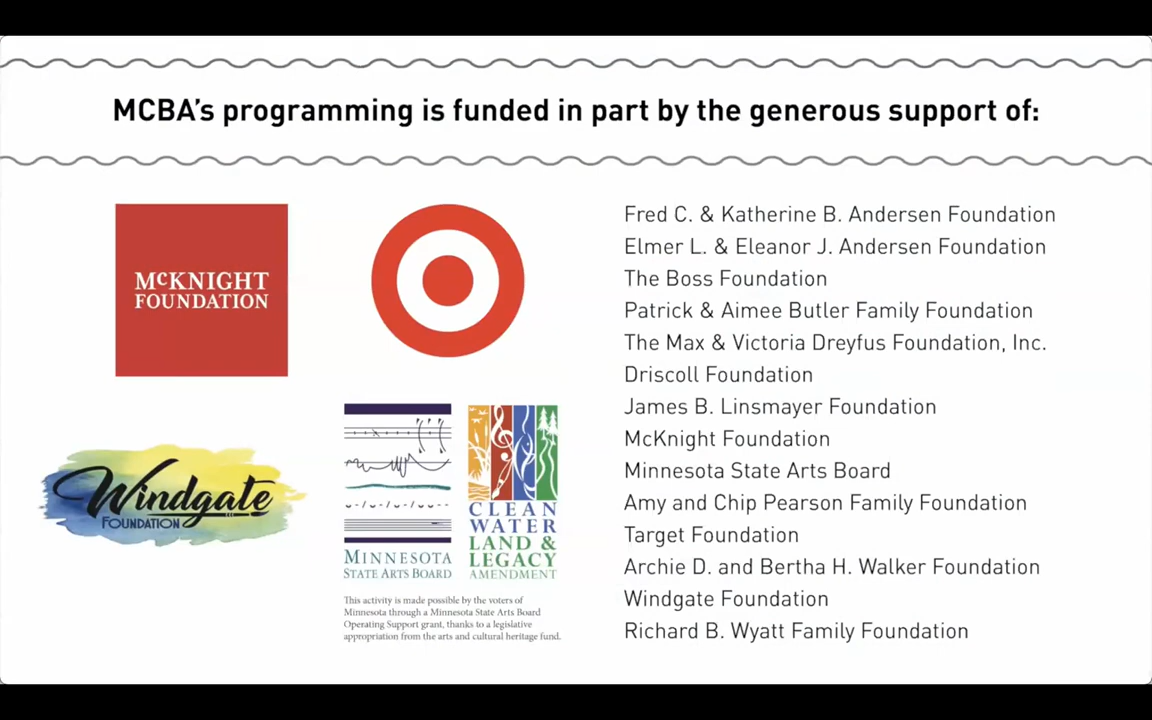 MCBA's programming is funded in part by the generous support of:
McKNIGHT
FOUNDATION
Windgate
FOUNDATION
MINNESOTA
STATE ARTS BOARD
CLEAN
WATER
LAND &
LEGACY
AMENDMENT
This activity is made possible by the voters of
Minnesota through a Minnesota State Arts Board
Operating Support grant, thanks to a legislative
appropriation from the arts and cultural heritage fund.
Fred C. & Katherine B. Andersen Foundation
Elmer L. & Eleanor J. Andersen Foundation
The Boss Foundation
Patrick & Aimee Butler Family Foundation
The Max & Victoria Dreyfus Foundation, Inc.
Driscoll Foundation
James B. Linsmayer Foundation
McKnight Foundation
Minnesota State Arts Board
Amy and Chip Pearson Family Foundation
Target Foundation
Archie D. and Bertha H. Walker Foundation
Windgate Foundation
Richard B. Wyatt Family Foundation